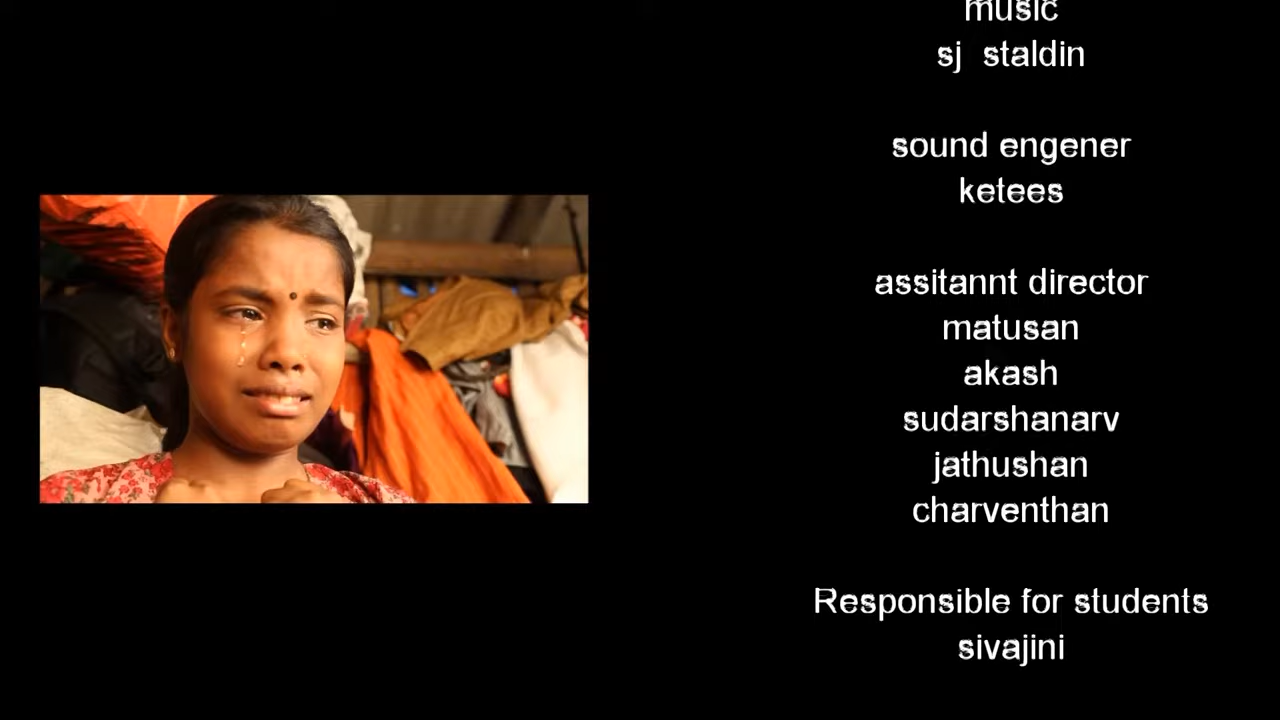 music
sj staldin
sound engener
ketees
assitannt director
matusan
akash
sudarshanarv
jathushan
charventhan
Responsible for students
sivajini